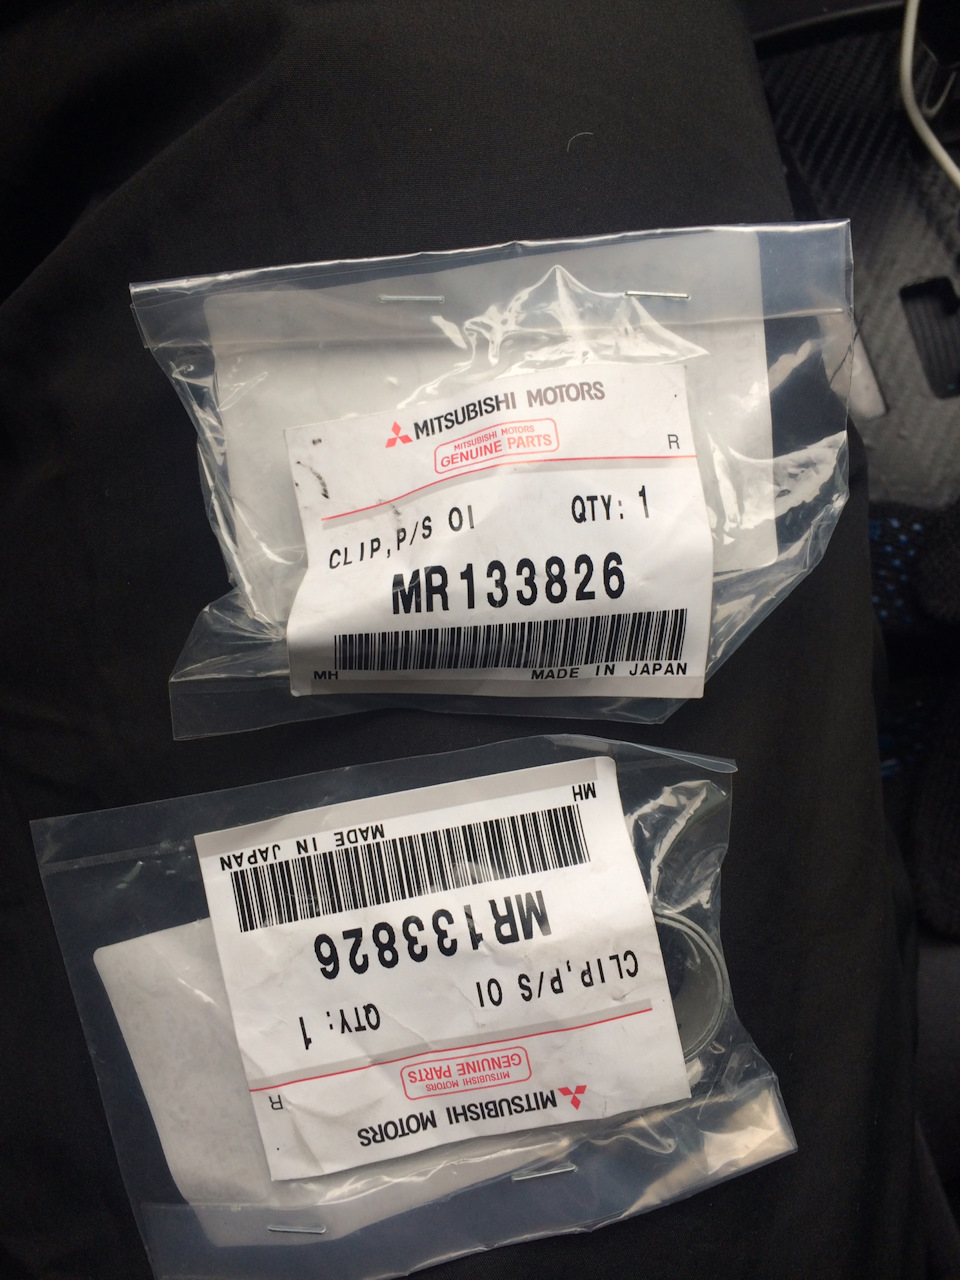 MITSUBISHI MOTORS
MITSUBISHI MOTORS
GENUINE PARTS
R
CLIP,P/S OI QTY: 1
MR133826
MH MADE IN JAPAN
MITSUBISHI MOTORS
MITSUBISHI MOTORS
GENUINE PARTS
R
CLIP,P/S OI QTY: 1
MR133826
MH MADE IN JAPAN